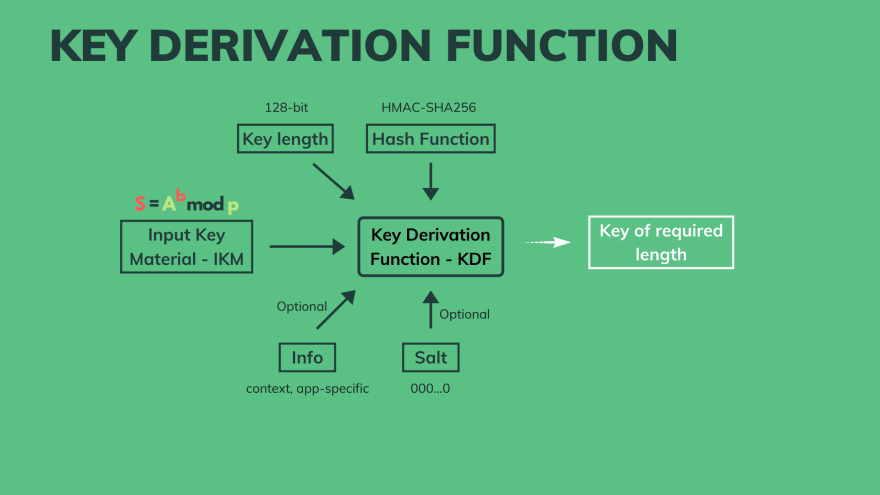 KEY DERIVATION FUNCTION
128-bit
HMAC-SHA256
Key length
Hash Function
S = A^b mod p
Input Key
Material - IKM
Key Derivation
Function - KDF
Key of required
length
Optional
Optional
Info
Salt
context, app-specific
000...0